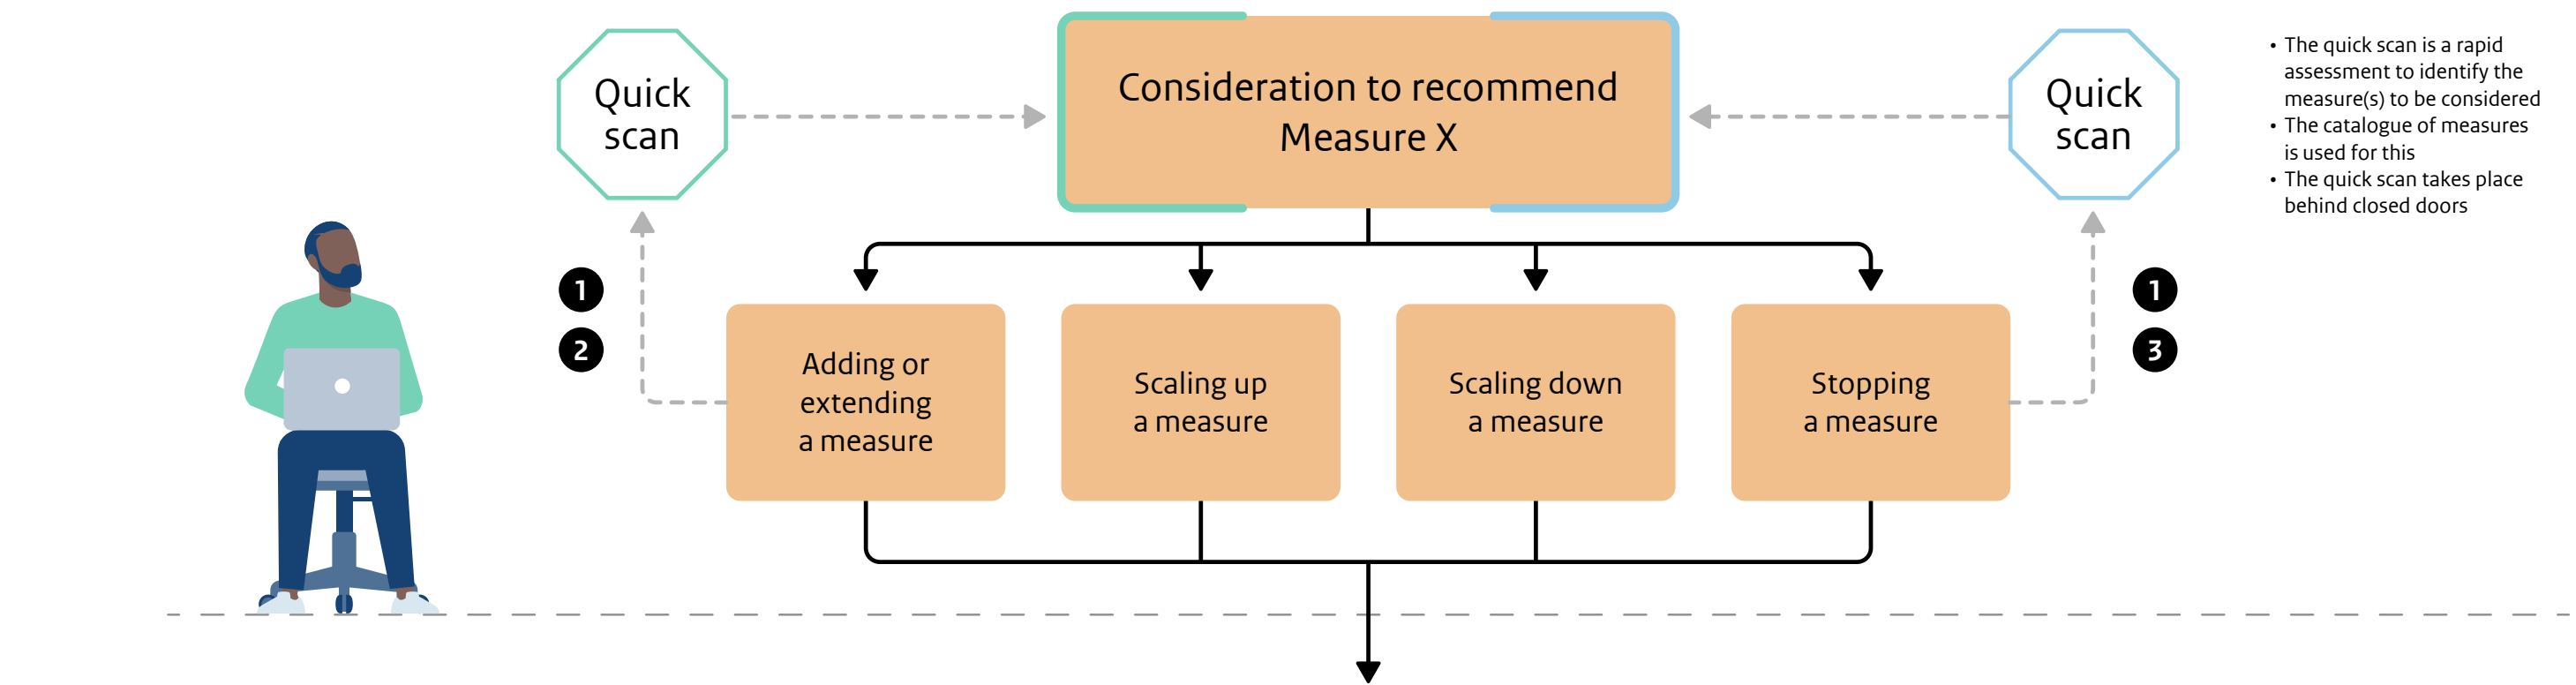 Quick
scan
Consideration to recommend
Measure X
Quick
scan
• The quick scan is a rapid
assessment to identify the
measure(s) to be considered
• The catalogue of measures
is used for this
• The quick scan takes place
behind closed doors
1
2
1
3
Adding or
extending
a measure
Scaling up
a measure
Scaling down
a measure
Stopping
a measure